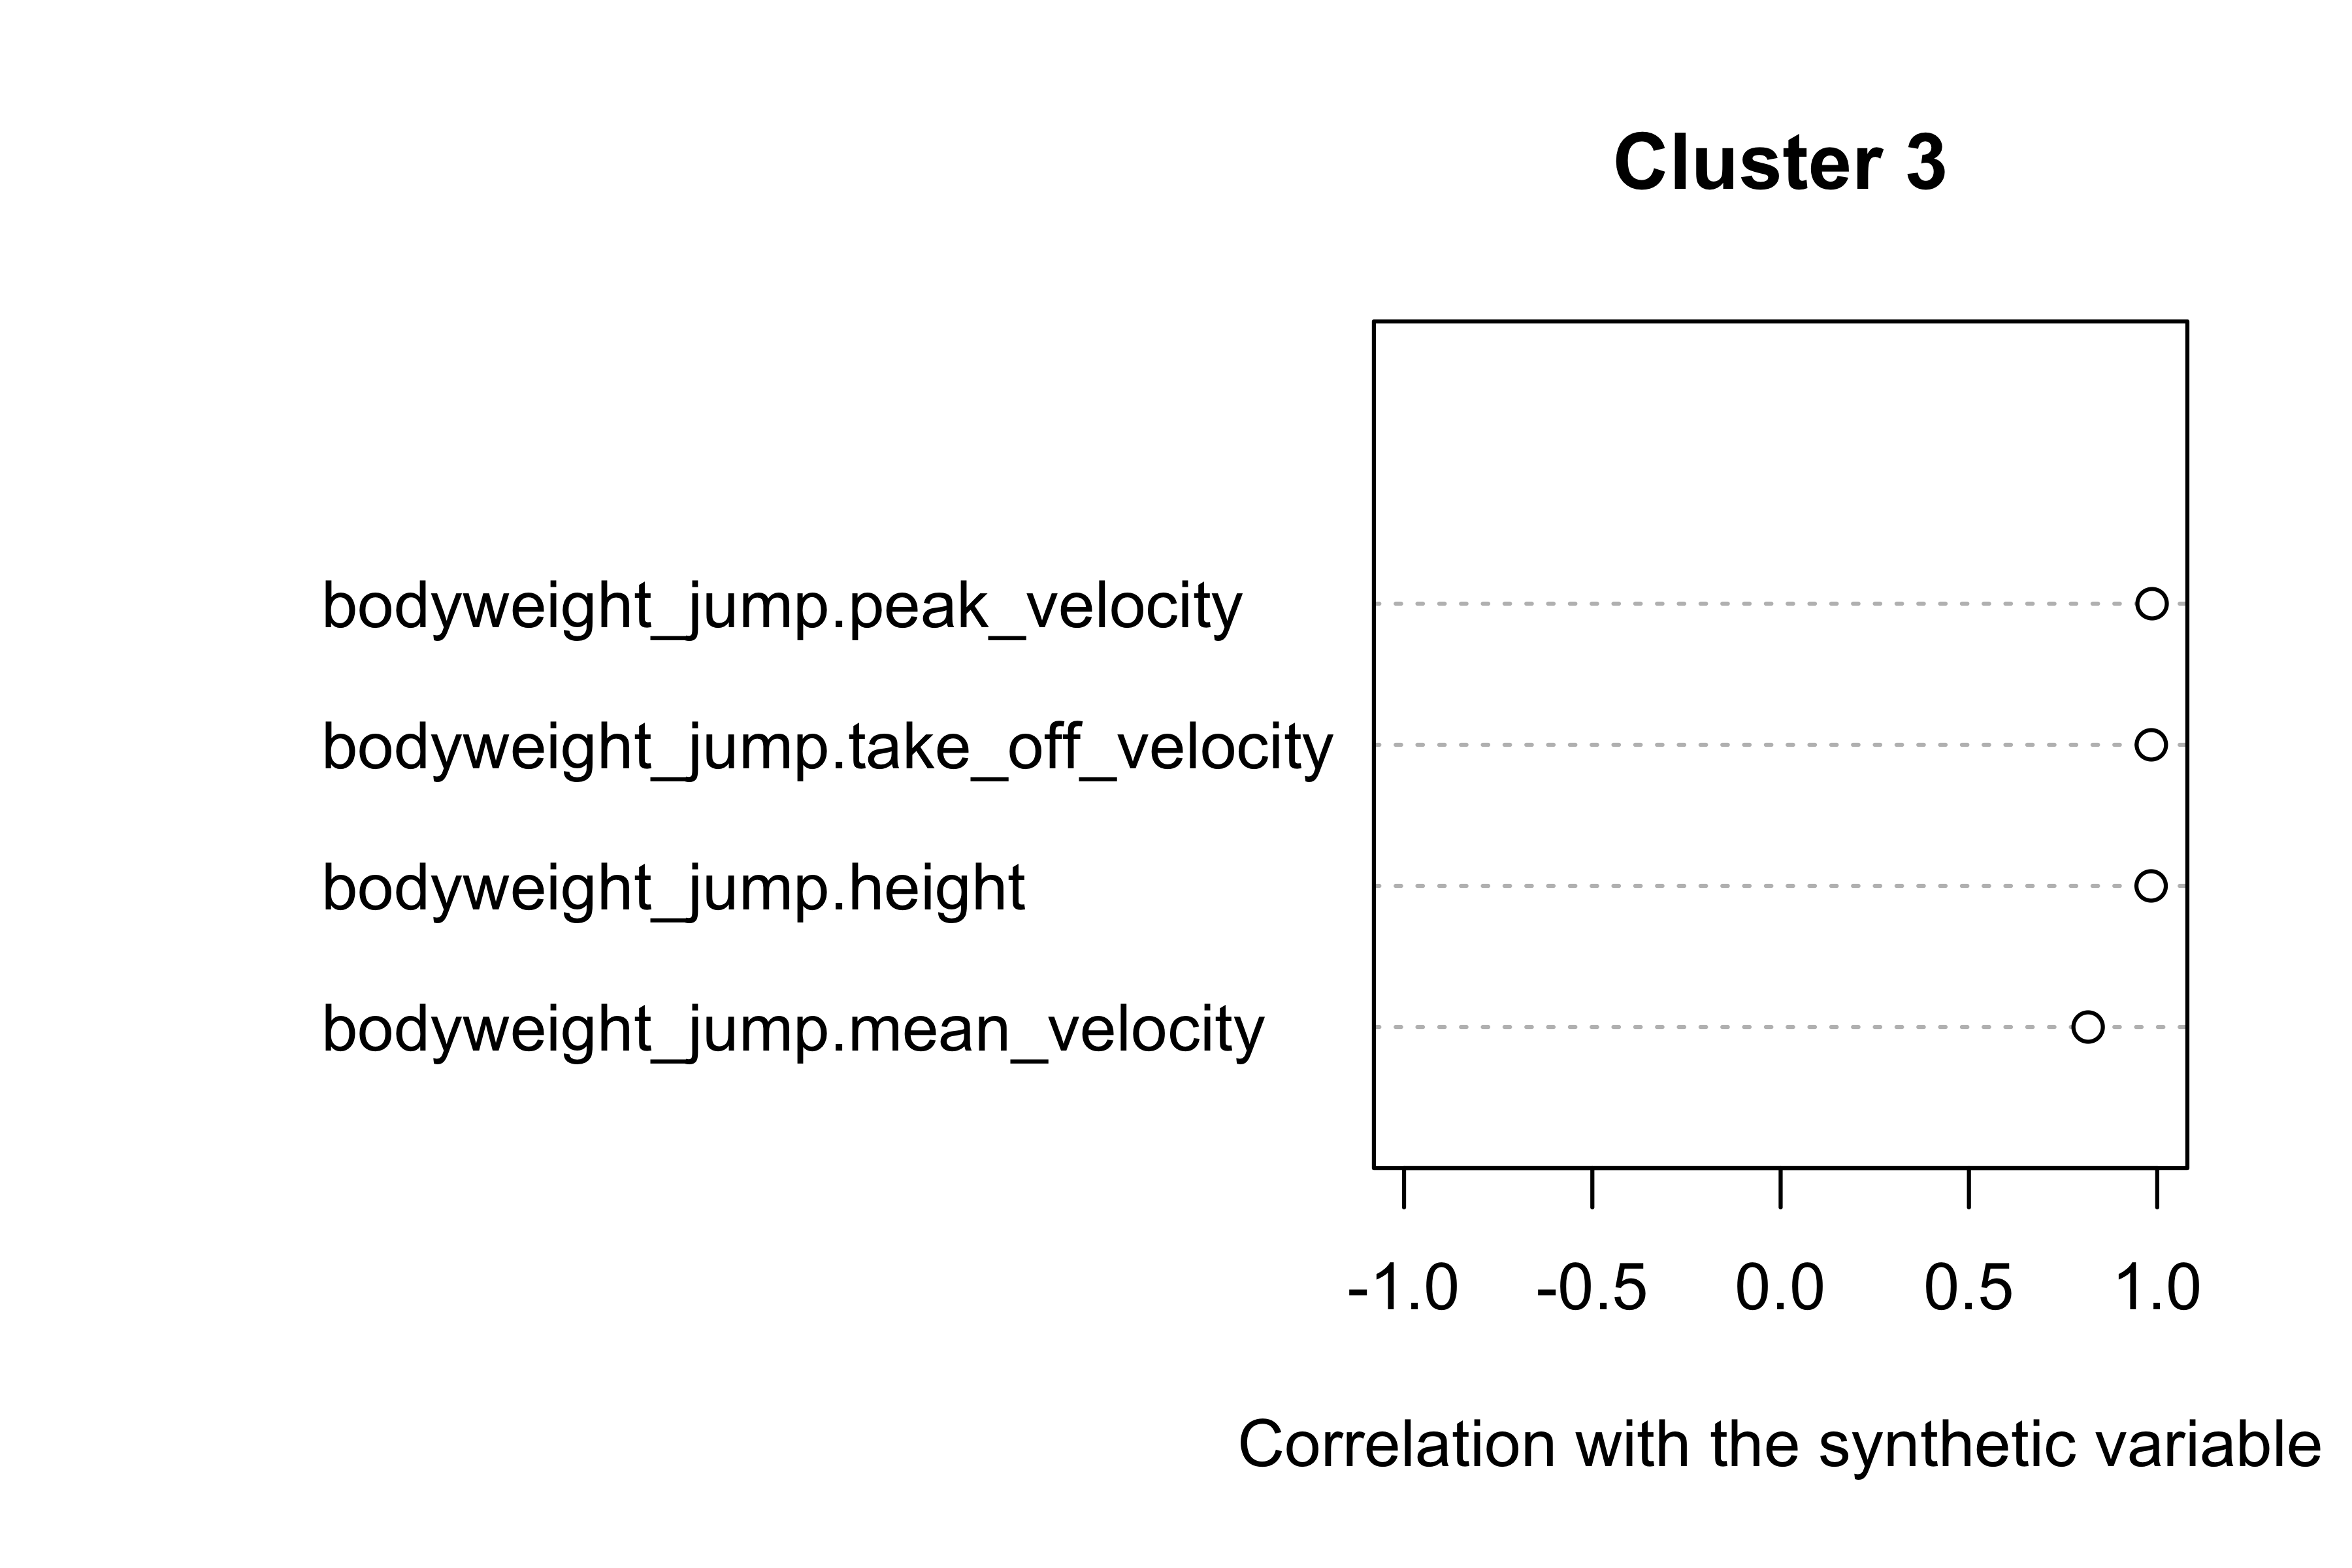 Cluster 3
bodyweight_jump.peak_velocity
bodyweight_jump.take_off_velocity
bodyweight_jump.height
bodyweight_jump.mean_velocity
-1.0 -0.5 0.0 0.5 1.0
Correlation with the synthetic variable